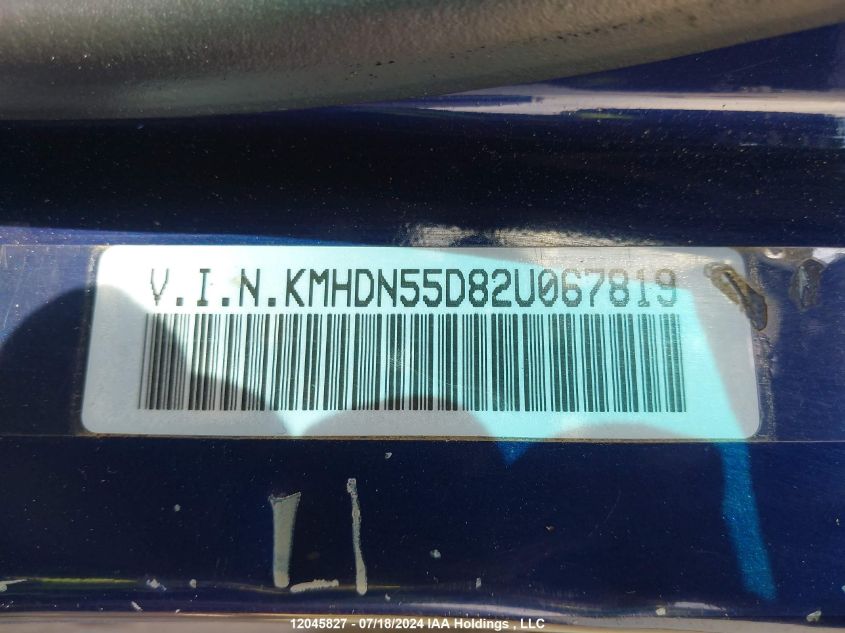 V.I.N.KMHDN55D82U067819
12045827 - 07/18/2024 IAA Holdings , LLC